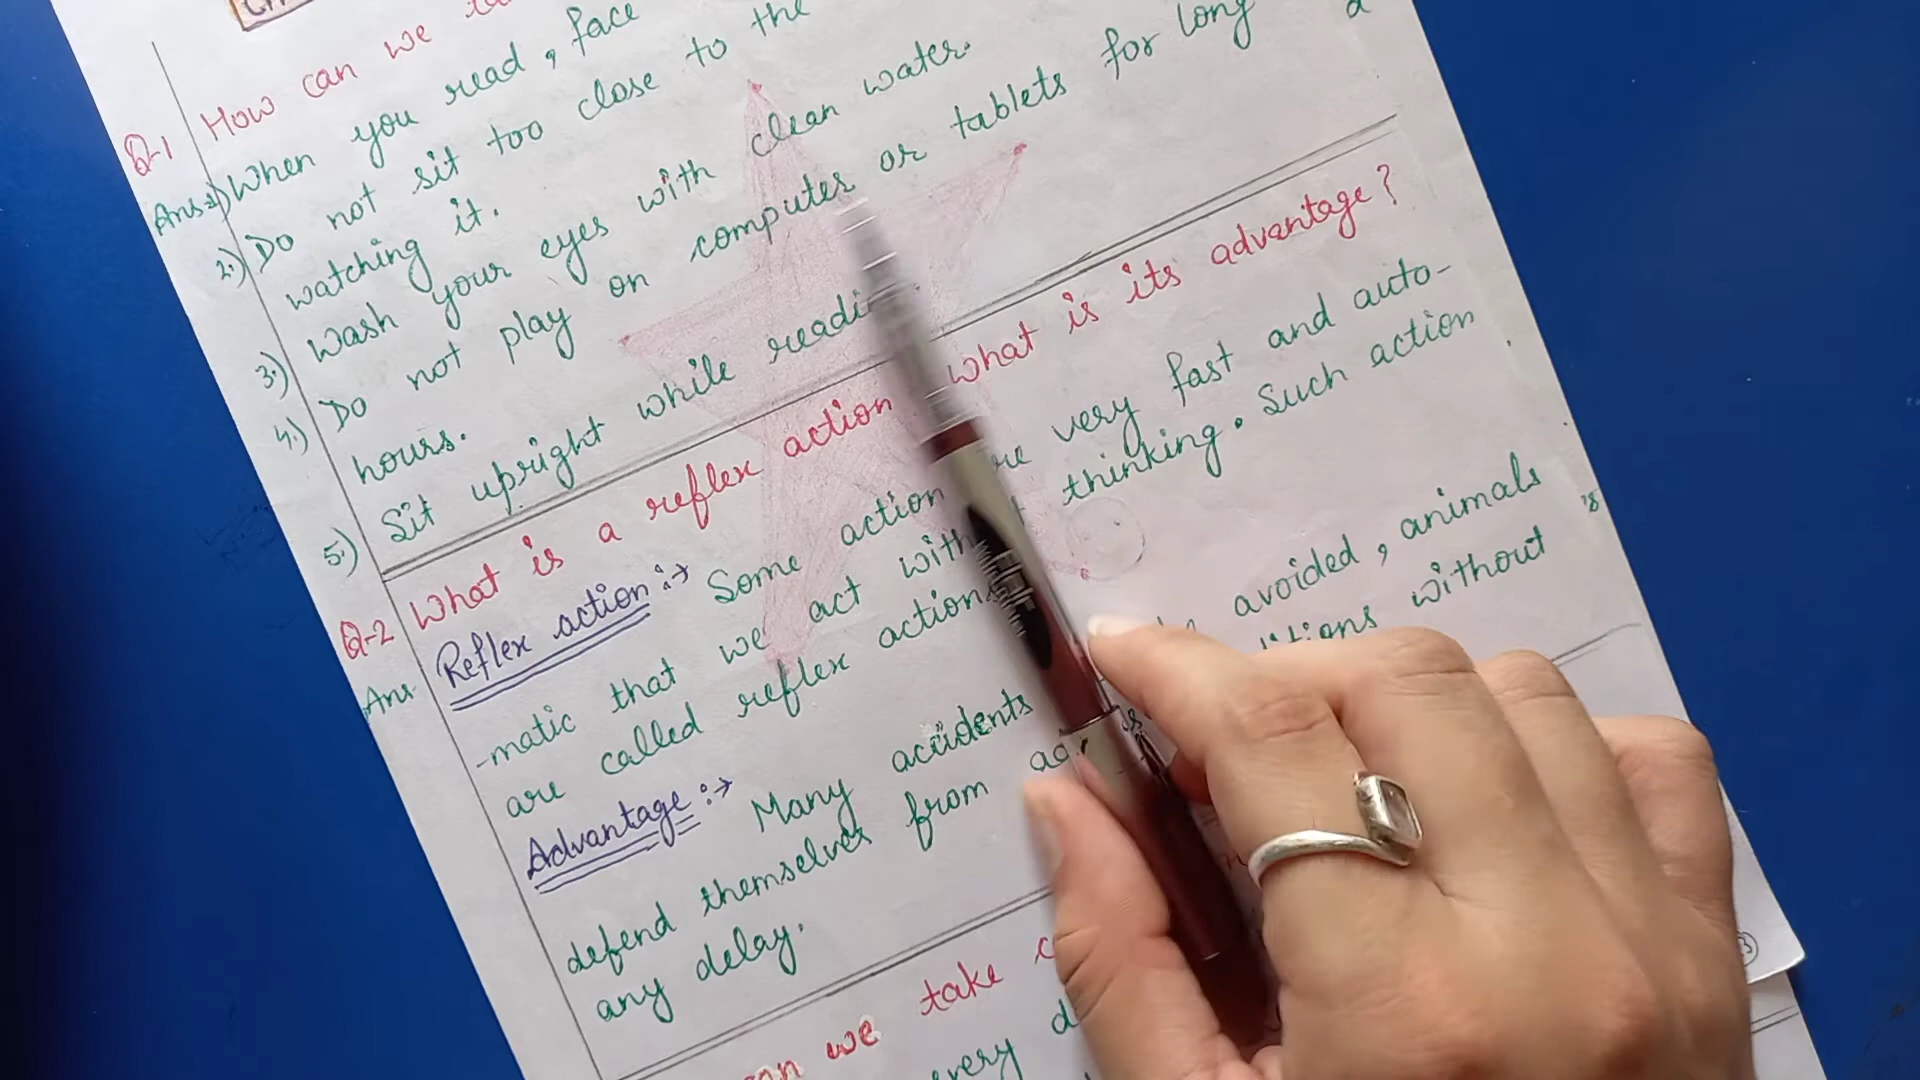 Q-1 How can we
Ans-1) When you read, face
2.) Do not sit too close to the
watching it.
3.) Wash your eyes with clean water.
4.) Do not play on computer or tablets for long
hours.
5.) Sit upright while
Q-2 What is a reflex action what is its advantage?
Ans Reflex action:→ Some action very fast and auto-
-matic that we act thinking. Such action
are called reflex action
Advantage:→ Many accidents avoided, animals
defend themselves from without
any delay.
we take
every